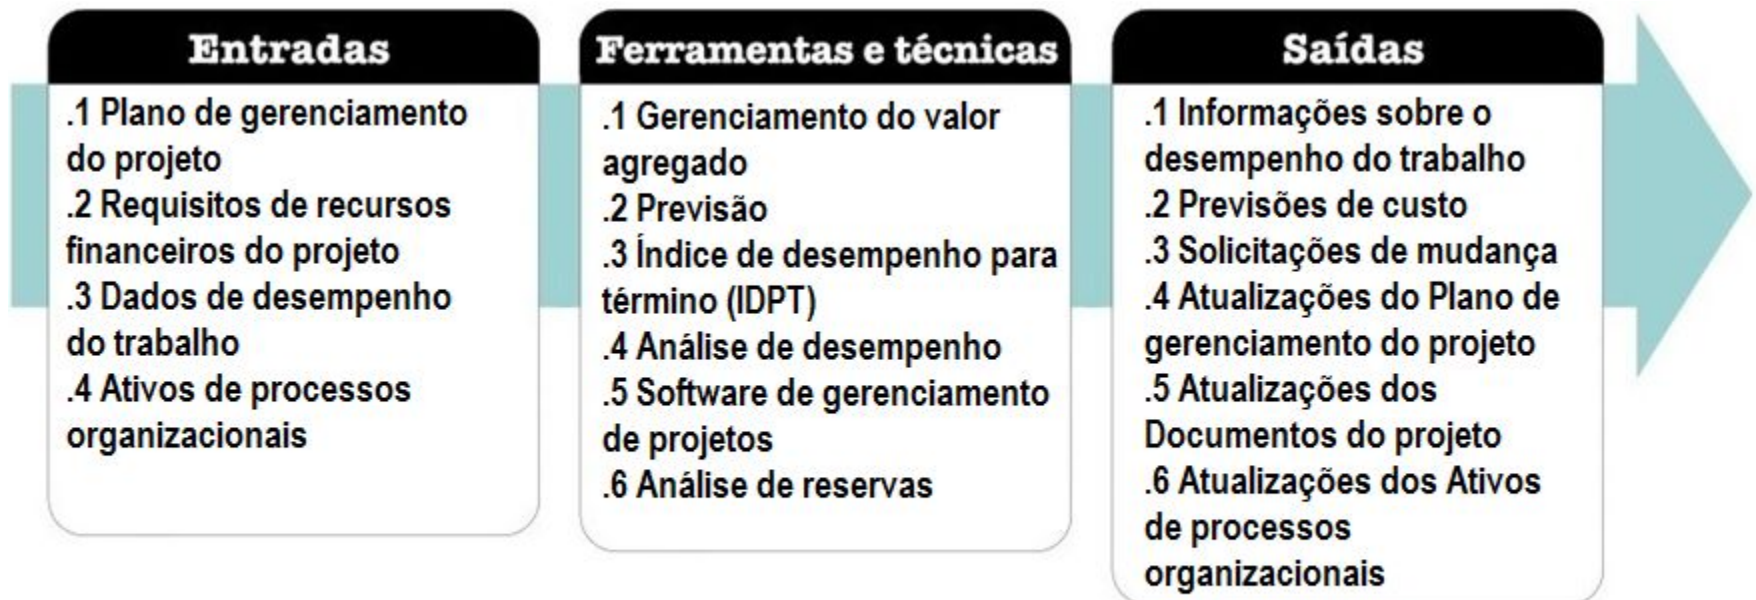 Entradas
.1 Plano de gerenciamento
do projeto
.2 Requisitos de recursos
financeiros do projeto
.3 Dados de desempenho
do trabalho
.4 Ativos de processos
organizacionais
Ferramentas e técnicas
.1 Gerenciamento do valor
agregado
.2 Previsão
.3 Índice de desempenho para
término (IDPT)
.4 Análise de desempenho
.5 Software de gerenciamento
de projetos
.6 Análise de reservas
Saídas
.1 Informações sobre o
desempenho do trabalho
.2 Previsões de custo
.3 Solicitações de mudança
.4 Atualizações do Plano de
gerenciamento do projeto
.5 Atualizações dos
Documentos do projeto
.6 Atualizações dos Ativos
de processos
organizacionais